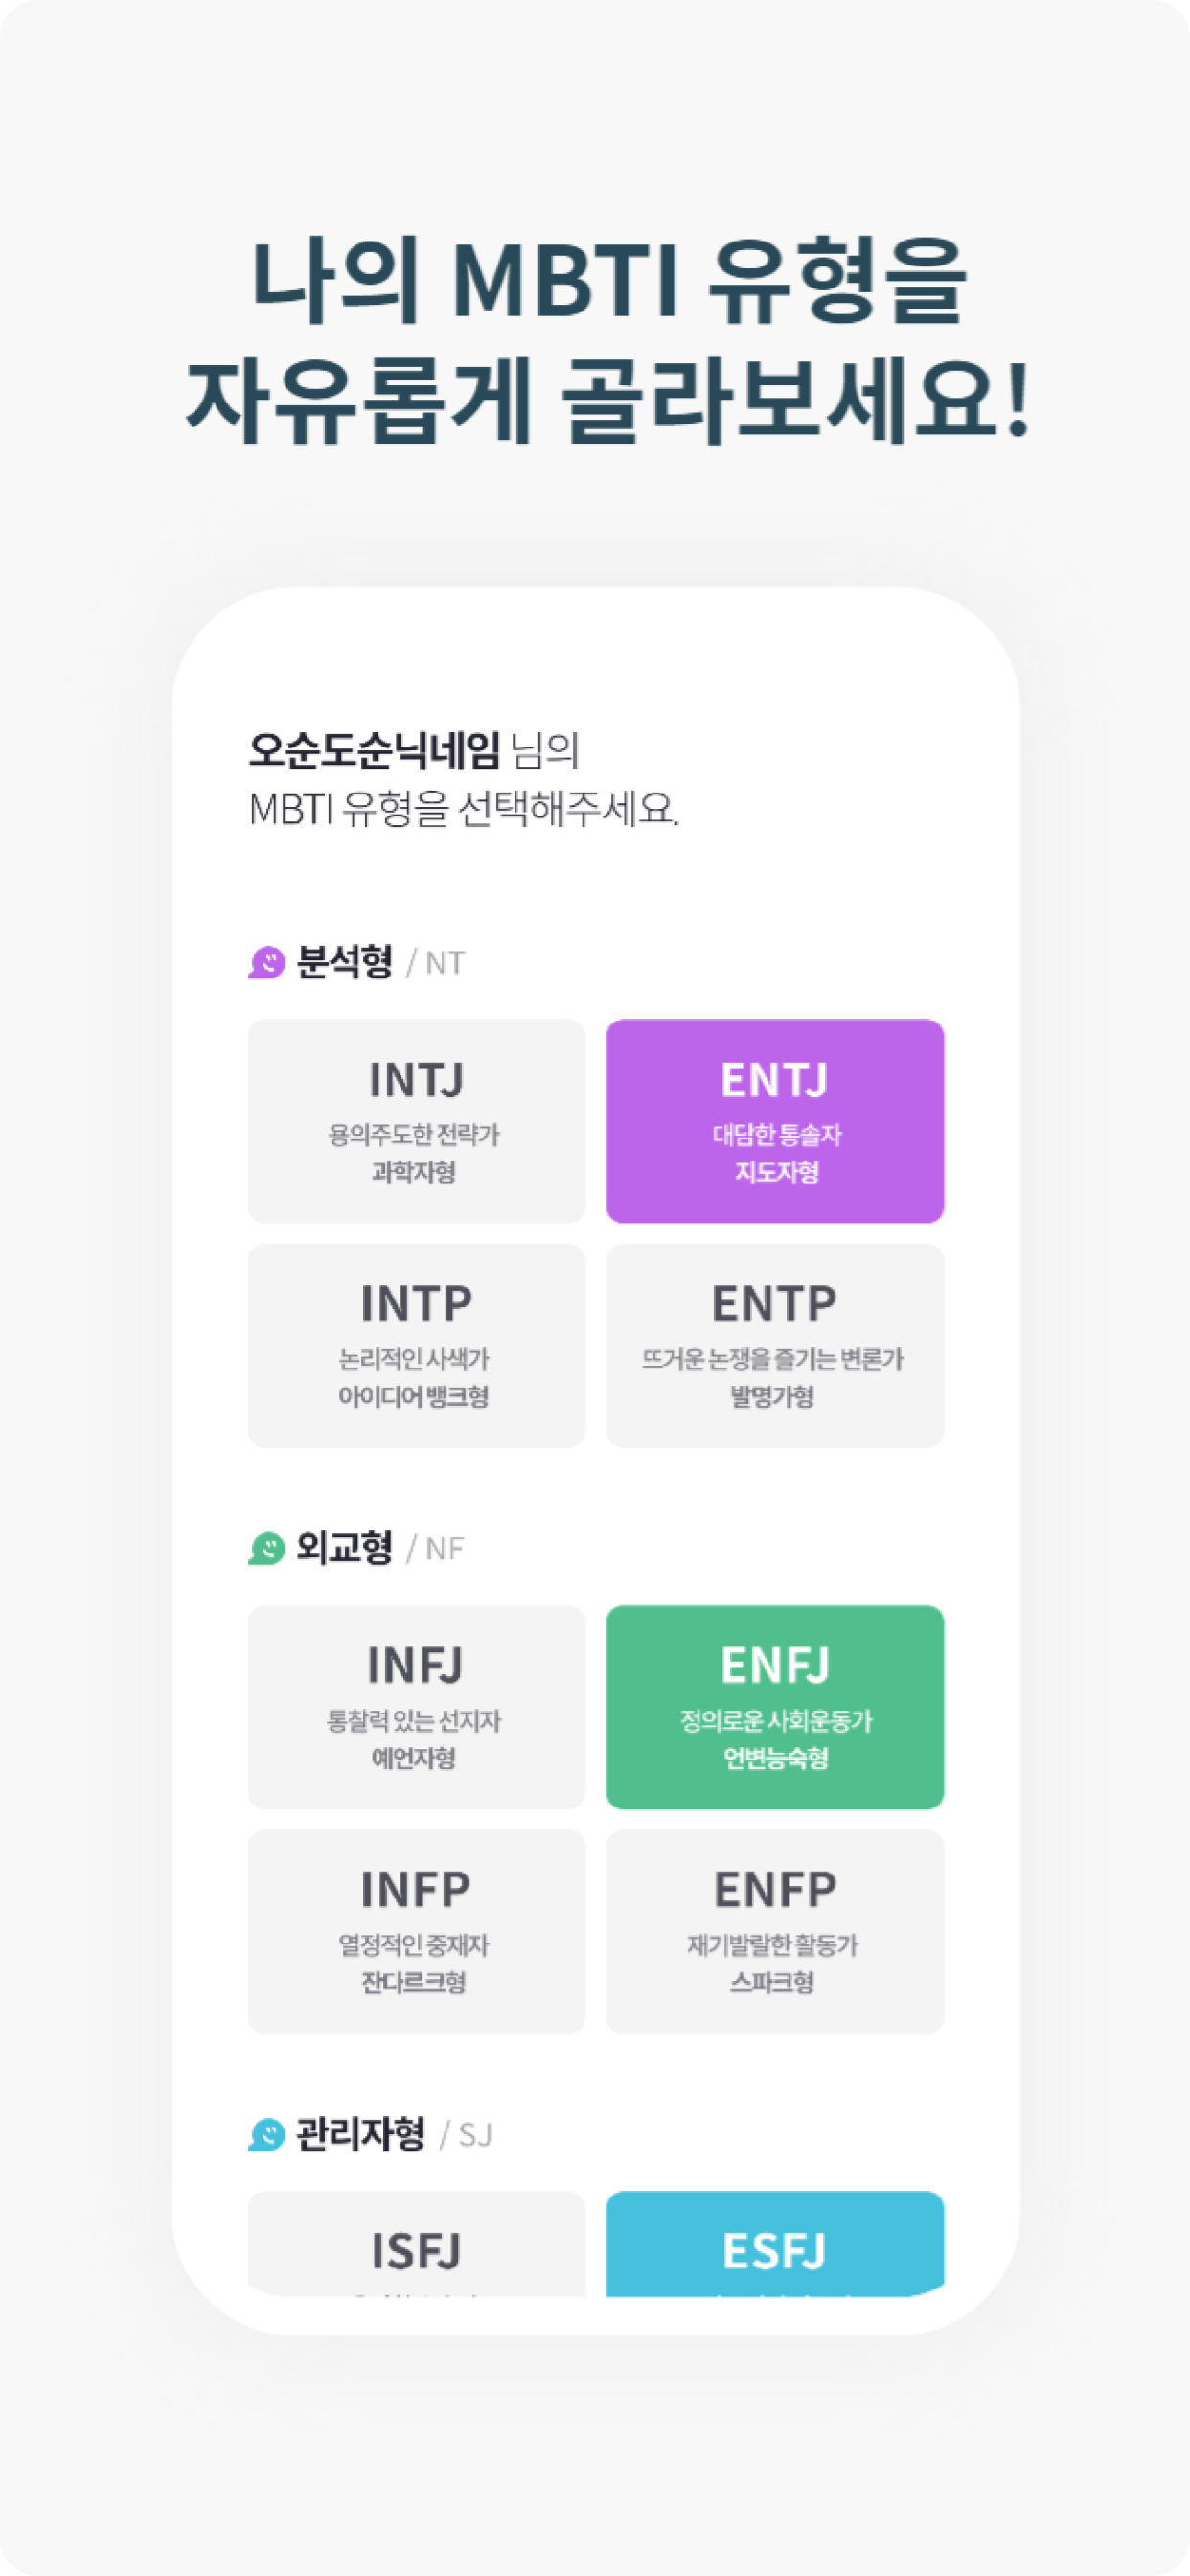 나의 MBTI 유형을
자유롭게 골라보세요!
오순도순닉네임 님의
MBTI 유형을 선택해주세요.
분석형 / NT
INTJ
용의주도한 전략가
과학자형
ENTJ
대담한 통솔자
지도자형
INTP
논리적인 사색가
아이디어 뱅크형
ENTP
뜨거운 논쟁을 즐기는 변론가
발명가형
외교형 / NF
INFJ
통찰력 있는 선지자
예언자형
ENFJ
정의로운 사회운동가
언변능숙형
INFP
열정적인 중재자
잔다르크형
ENFP
재기발랄한 활동가
스파크형
관리자형 / SJ
ISFJ
ESFJ